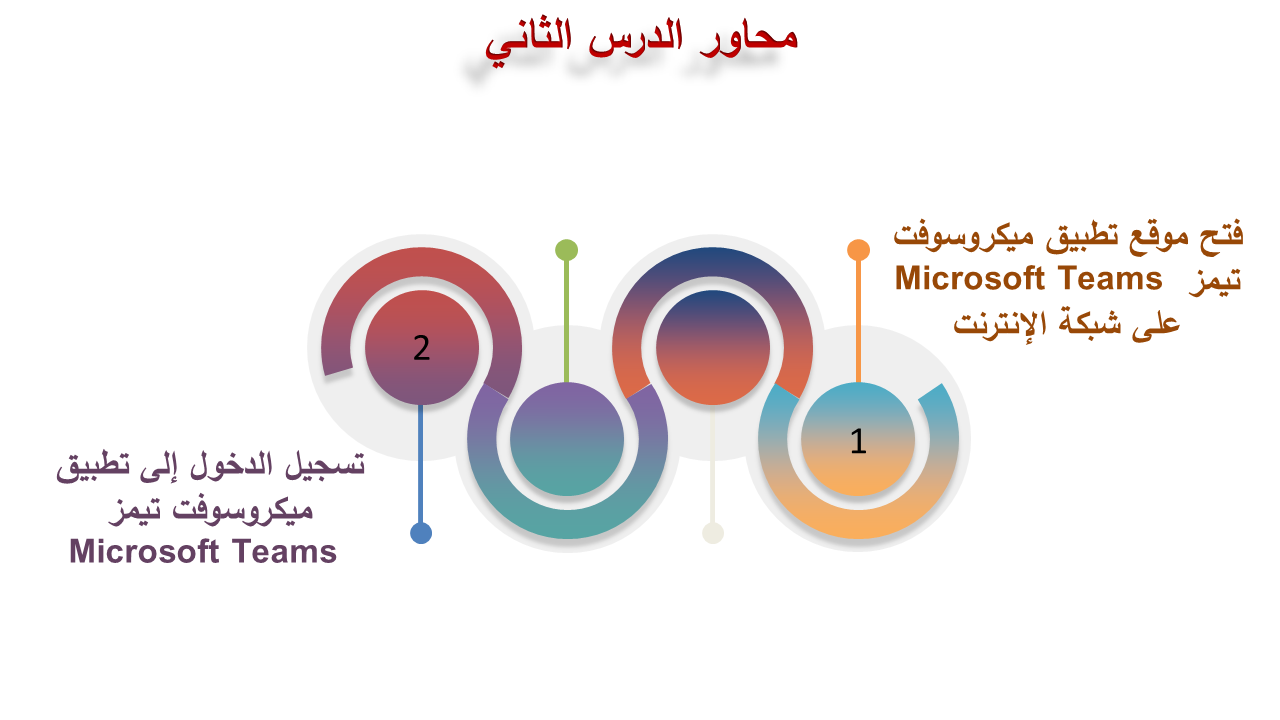 محاور الدرس الثاني
1
فتح موقع تطبيق ميكروسوفت
تيمز Microsoft Teams
على شبكة الإنترنت
2
تسجيل الدخول إلى تطبيق
ميكروسوفت تيمز
Microsoft Teams